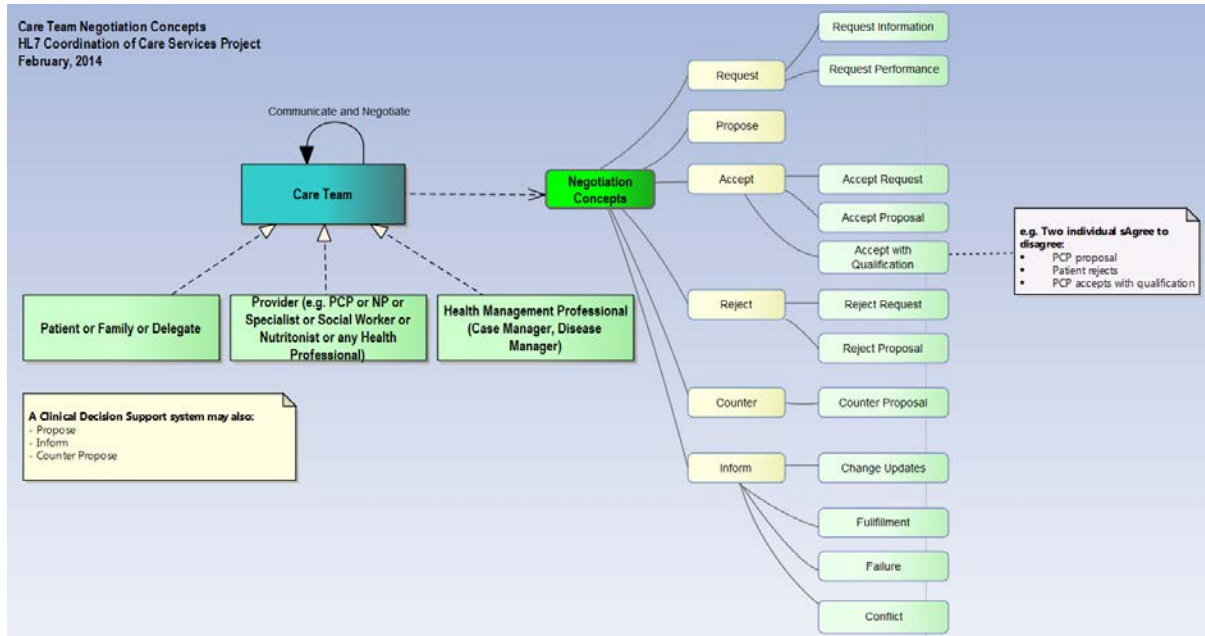 Care Team Negotiation Concepts
HL7 Coordination of Care Services Project
February, 2014
Communicate and Negotiate
Care Team
Patient or Family or Delegate
Provider (e.g. PCP or NP or
Specialist or Social Worker or
Nutritonist or any Health
Professional)
Health Management Professional
(Case Manager, Disease
Manager)
A Clinical Decision Support system may also:
- Propose
- Inform
- Counter Propose
Negotiation
Concepts
Request
Request Information
Request Performance
Propose
Accept
Accept Request
Accept Proposal
Accept with
Qualification
e.g. Two individual sAgree to
disagree:
• PCP proposal
• Patient rejects
• PCP accepts with qualification
Reject
Reject Request
Reject Proposal
Counter
Counter Proposal
Inform
Change Updates
Fullfillment
Failure
Conflict